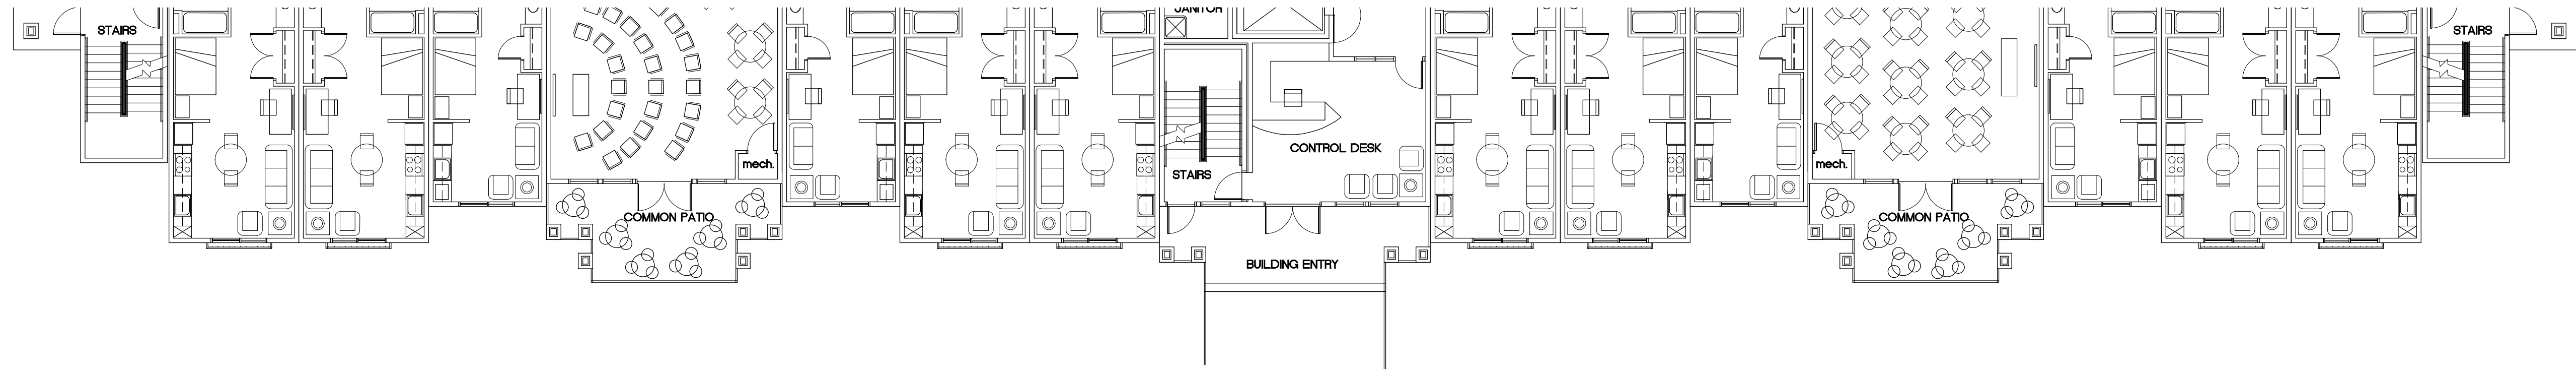 JANITOR
STAIRS
STAIRS
CONTROL DESK
mech.
mech.
STAIRS
COMMON PATIO
COMMON PATIO
BUILDING ENTRY